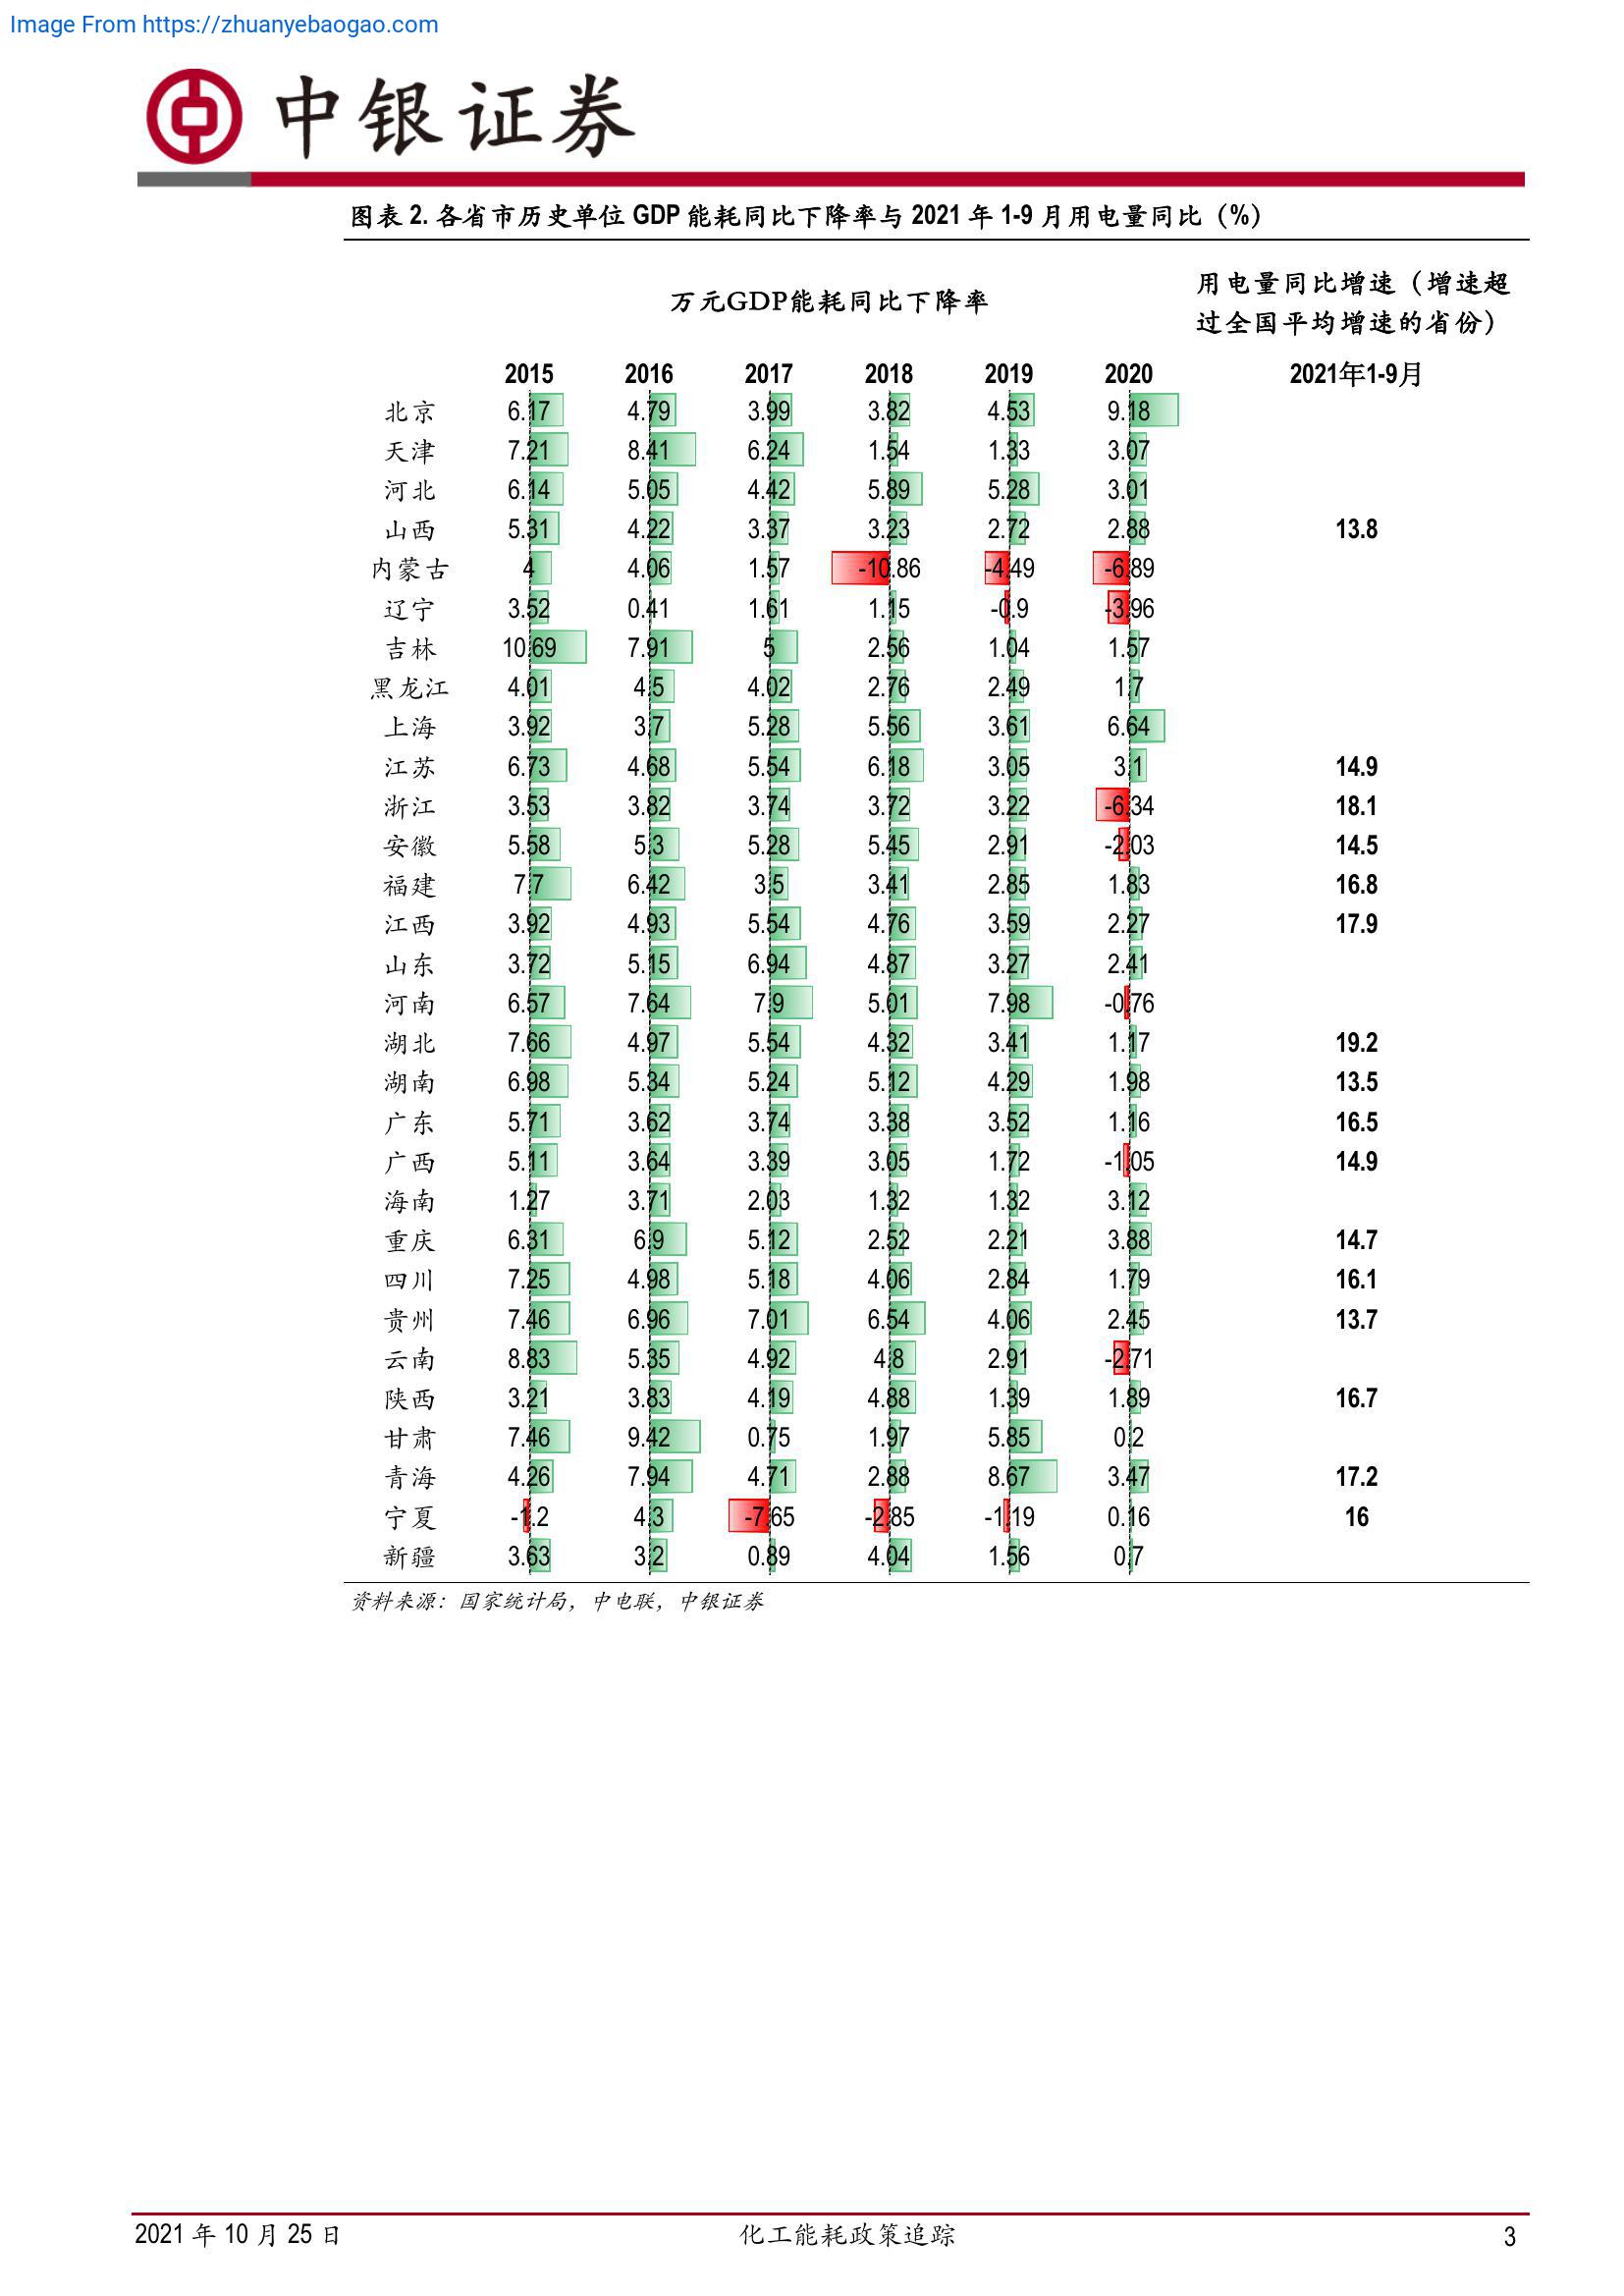 Image From https://zhuanyebaogao.com
中银证券
图表 2. 各省市历史单位 GDP 能耗同比下降率与 2021 年 1-9 月用电量同比（%）
万元GDP能耗同比下降率
用电量同比增速（增速超
过全国平均增速的省份）
2015 2016 2017 2018 2019 2020 2021年1-9月
北京 6.17 4.79 3.99 3.82 4.53 9.18
天津 7.21 8.41 6.24 1.54 1.33 3.07
河北 6.14 5.05 4.42 5.89 5.28 3.01
山西 5.31 4.22 3.37 3.23 2.72 2.88 13.8
内蒙古 4 4.06 1.57 -10.86 -4.49 -6.89
辽宁 3.52 0.41 1.61 1.15 -0.9 -3.96
吉林 10.69 7.91 5 2.56 1.04 1.57
黑龙江 4.01 4.5 4.02 2.76 2.49 1.7
上海 3.92 3.7 5.28 5.56 3.61 6.64
江苏 6.73 4.68 5.54 6.18 3.05 3.1 14.9
浙江 3.53 3.82 3.74 3.72 3.22 -6.34 18.1
安徽 5.58 5.3 5.28 5.45 2.91 -2.03 14.5
福建 7.7 6.42 3.5 3.41 2.85 1.83 16.8
江西 3.92 4.93 5.54 4.76 3.59 2.27 17.9
山东 3.72 5.15 6.94 4.87 3.27 2.41
河南 6.57 7.64 7.9 5.01 7.98 -0.76
湖北 7.66 4.97 5.54 4.32 3.41 1.17 19.2
湖南 6.98 5.34 5.24 5.12 4.29 1.98 13.5
广东 5.71 3.62 3.74 3.38 3.52 1.16 16.5
广西 5.11 3.64 3.39 3.05 1.72 -1.05 14.9
海南 1.27 3.71 2.03 1.32 1.32 3.12
重庆 6.31 6.9 5.12 2.52 2.21 3.88 14.7
四川 7.25 4.98 5.18 4.06 2.84 1.79 16.1
贵州 7.46 6.96 7.01 6.54 4.06 2.45 13.7
云南 8.83 5.35 4.92 4.8 2.91 -2.71
陕西 3.21 3.83 4.19 4.88 1.39 1.89 16.7
甘肃 7.46 9.42 0.75 1.97 5.85 0.2
青海 4.26 7.94 4.71 2.88 8.67 3.47 17.2
宁夏 -1.2 4.3 -7.65 -2.85 -1.19 0.16 16
新疆 3.63 3.2 0.89 4.04 1.56 0.7
资料来源：国家统计局，中电联，中银证券
2021 年 10 月 25 日 化工能耗政策追踪 3